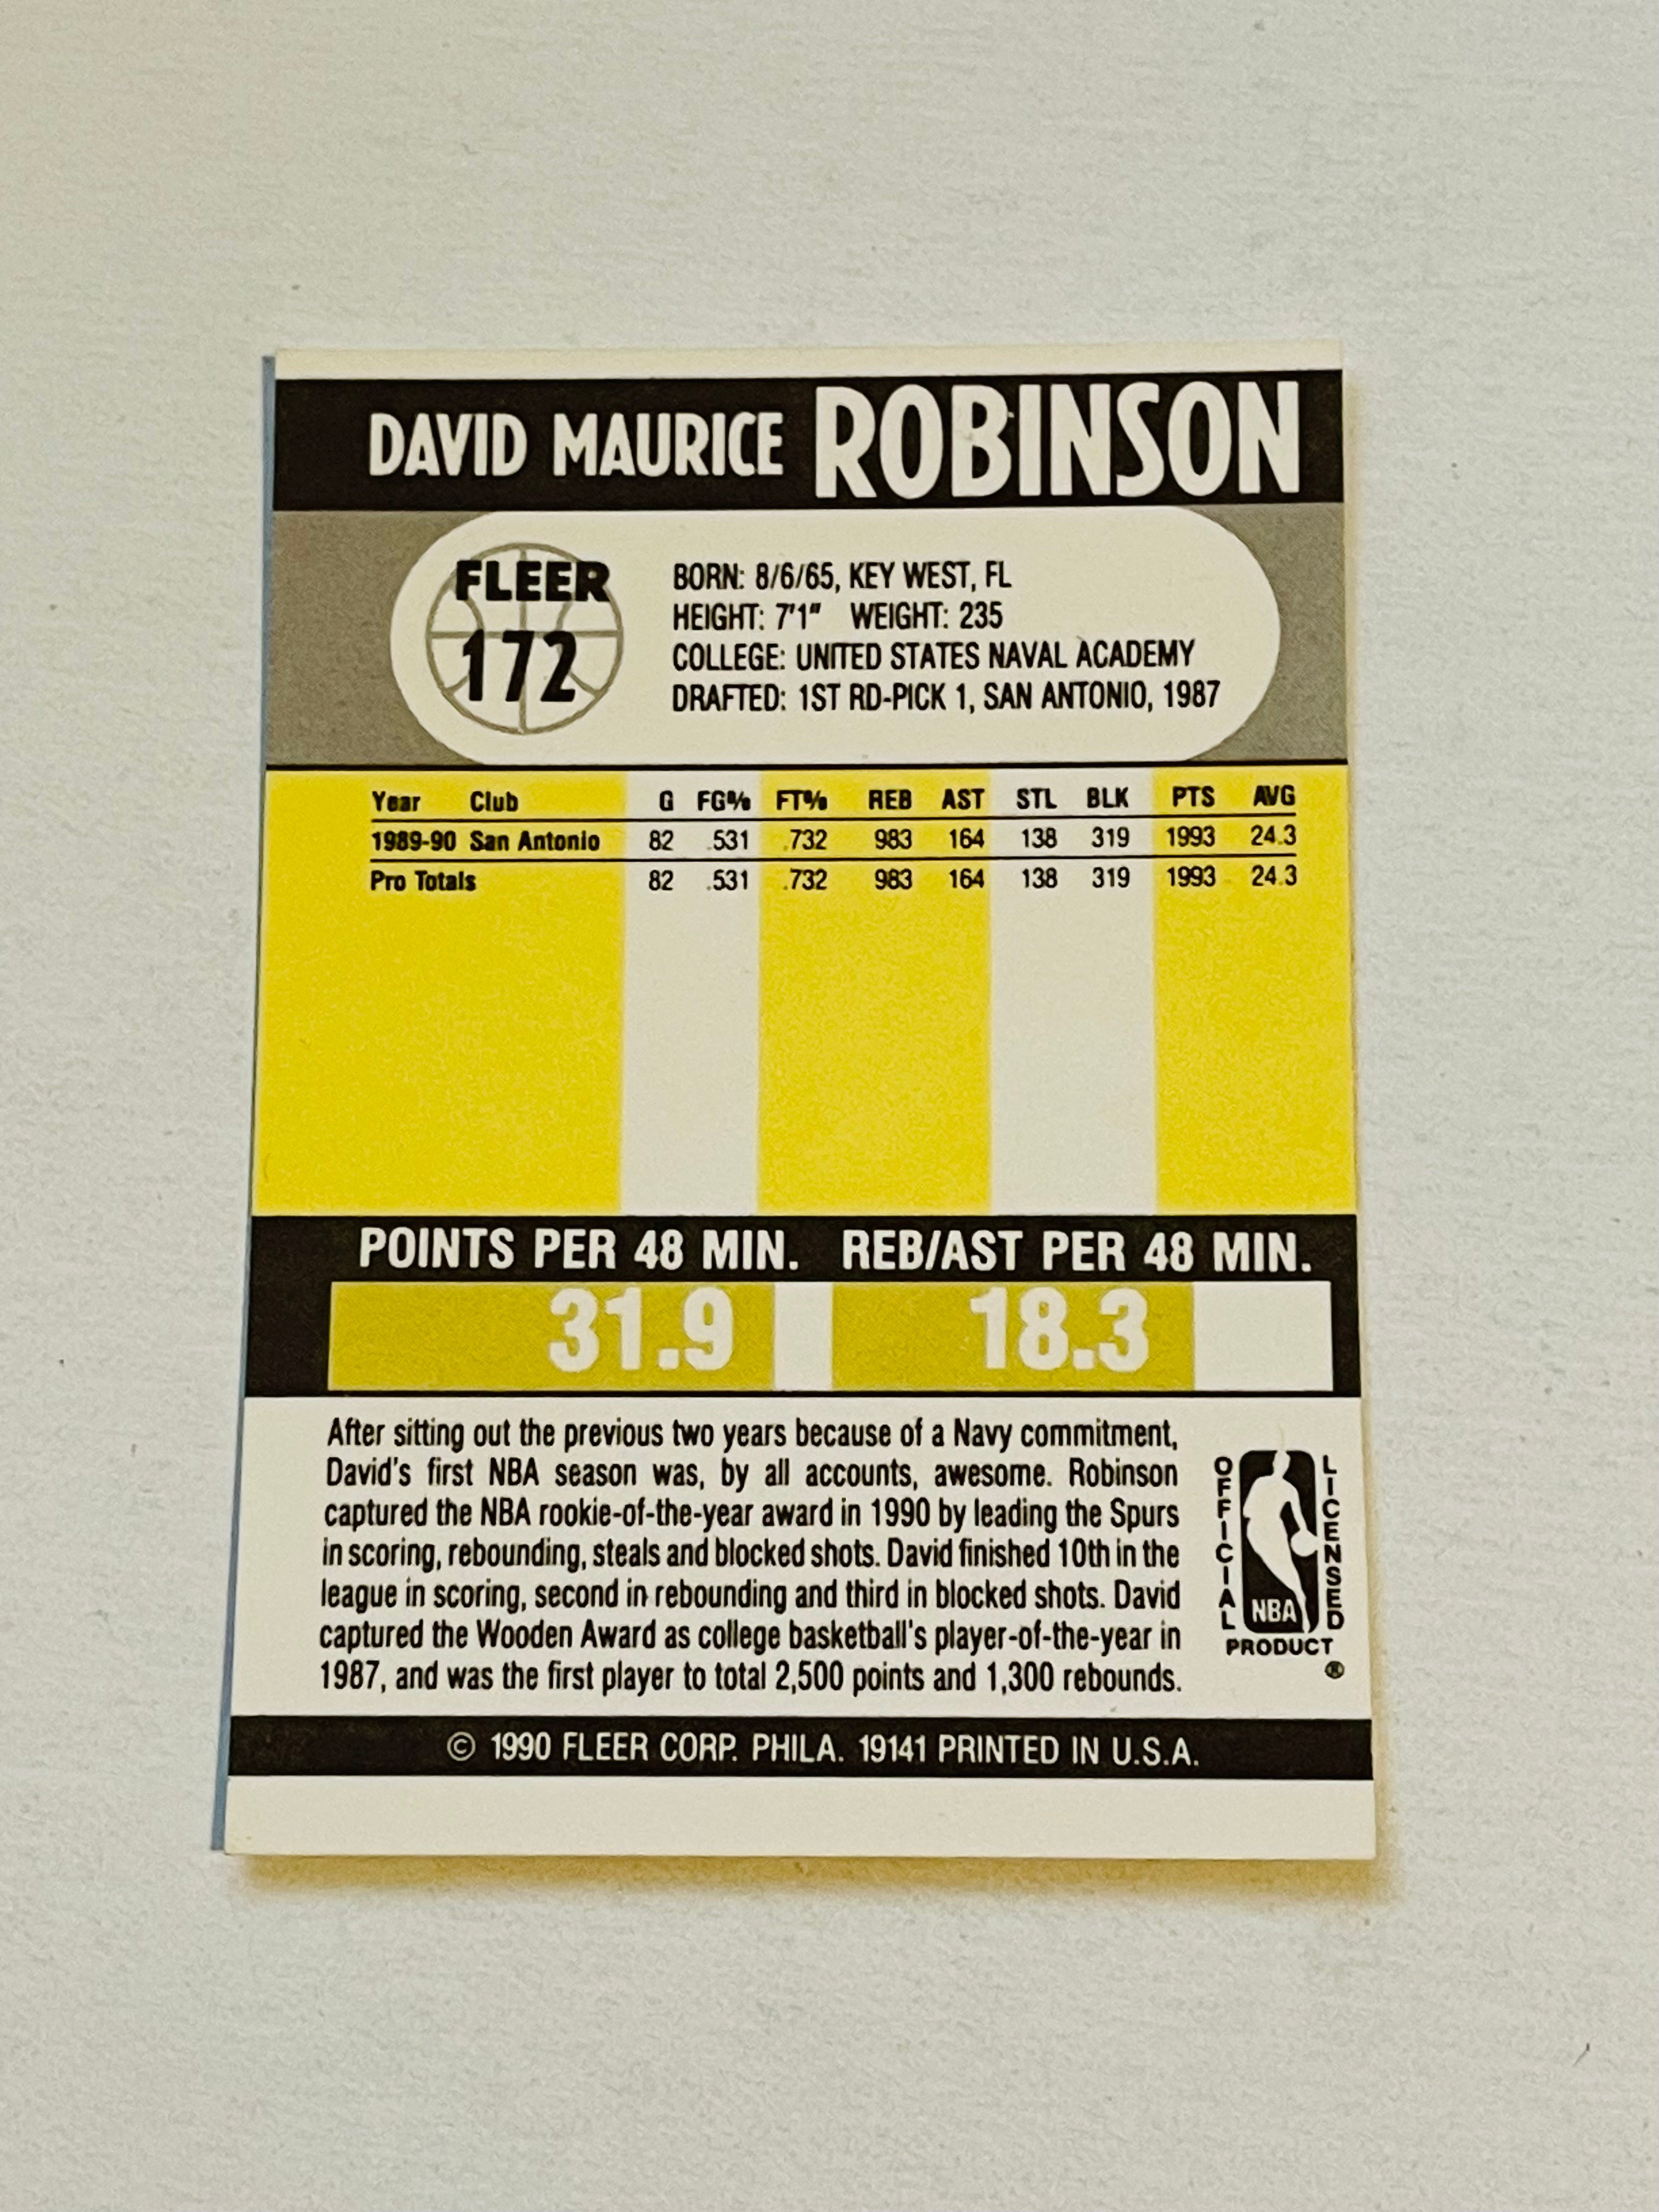 DAVID MAURICE ROBINSON
FLEER
172
BORN: 8/6/65, KEY WEST, FL
HEIGHT: 7'1" WEIGHT: 235
COLLEGE: UNITED STATES NAVAL ACADEMY
DRAFTED: 1ST RD-PICK 1, SAN ANTONIO, 1987
Year Club G FG% FT% REB AST STL BLK PTS AVG
1989-90 San Antonio 82 .531 .732 983 164 138 319 1993 24.3
Pro Totals 82 .531 .732 983 164 138 319 1993 24.3
POINTS PER 48 MIN. REB/AST PER 48 MIN.
31.9 18.3
After sitting out the previous two years because of a Navy commitment,
David's first NBA season was, by all accounts, awesome. Robinson
captured the NBA rookie-of-the-year award in 1990 by leading the Spurs
in scoring, rebounding, steals and blocked shots. David finished 10th in the
league in scoring, second in rebounding and third in blocked shots. David
captured the Wooden Award as college basketball's player-of-the-year in
1987, and was the first player to total 2,500 points and 1,300 rebounds.
OFFICIAL
LICENSED
NBA
PRODUCT
®
© 1990 FLEER CORP. PHILA. 19141 PRINTED IN U.S.A.